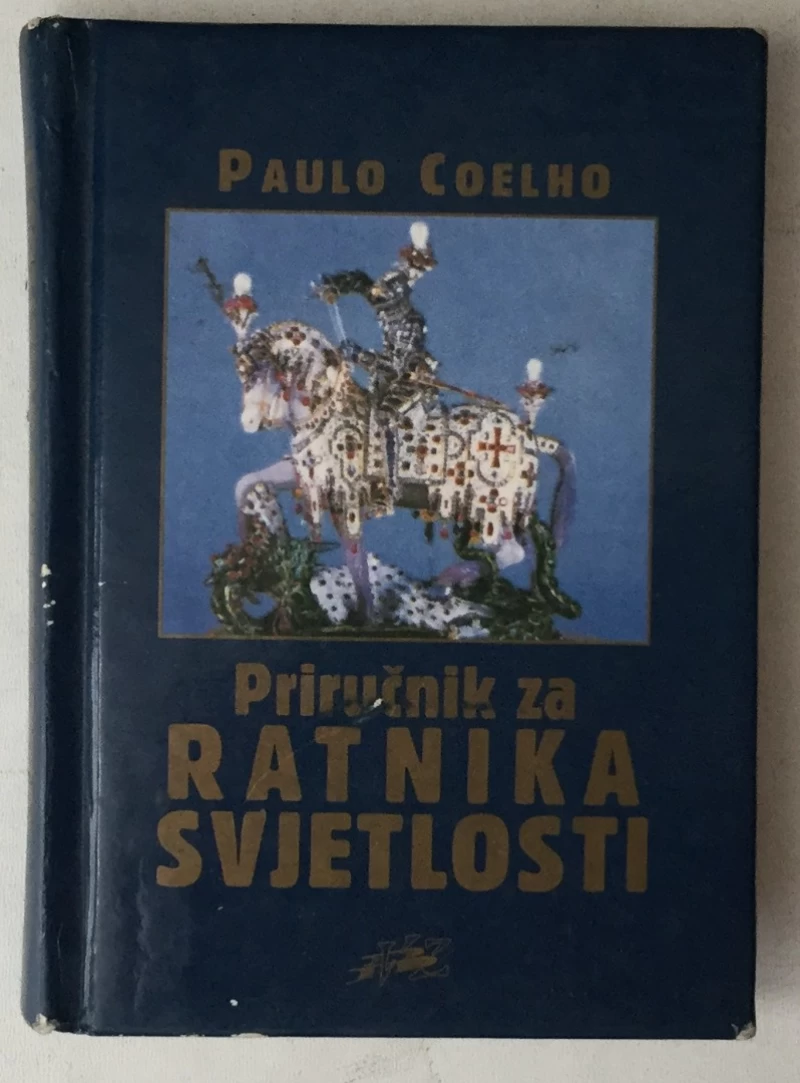 PAULO COELHO
Priručnik za
RATNIKA
SVJETLOSTI